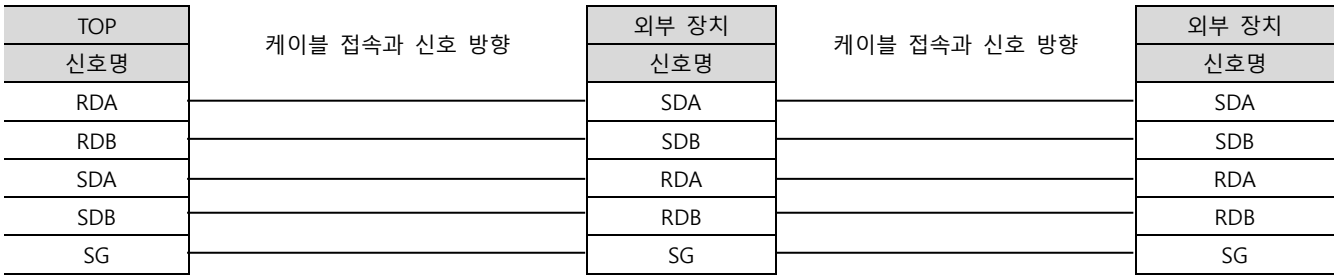 TOP 케이블 접속과 신호 방향 외부 장치 케이블 접속과 신호 방향 외부 장치
신호명 신호명 신호명
RDA SDA SDA
RDB SDB SDB
SDA RDA RDA
SDB RDB RDB
SG SG SG